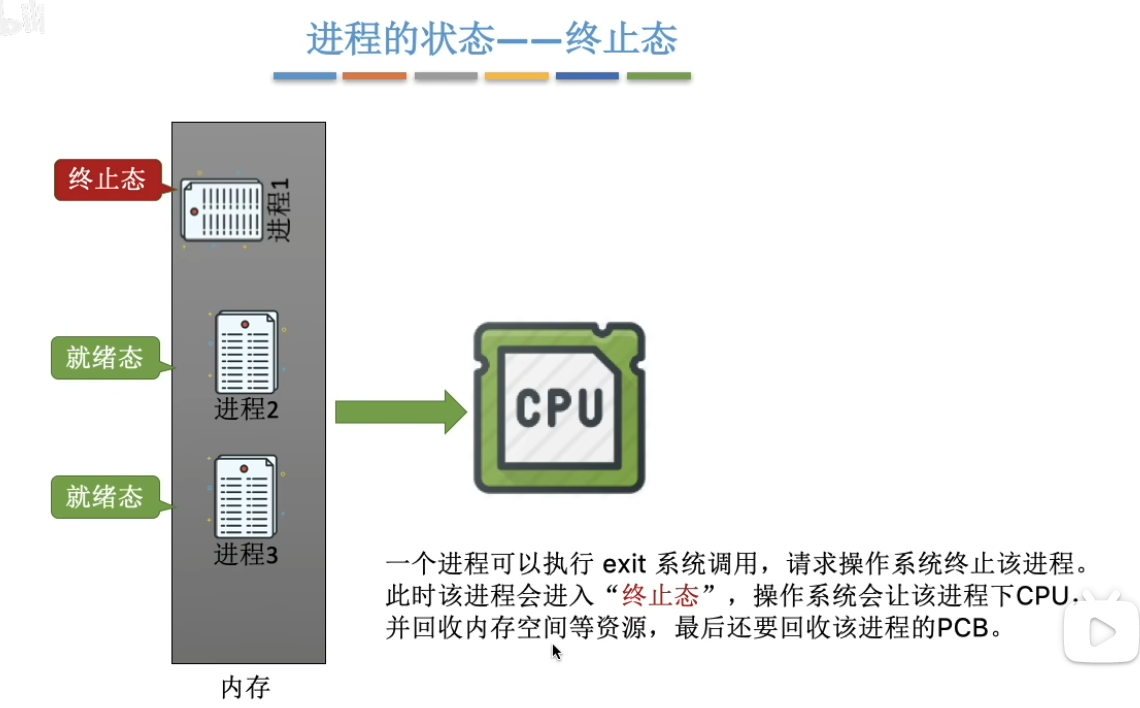 进程的状态——终止态
终止态
进程1
就绪态
进程2
CPU
就绪态
进程3
一个进程可以执行 exit 系统调用，请求操作系统终止该进程。
此时该进程会进入“终止态”，操作系统会让该进程下CPU，
并回收内存空间等资源，最后还要回收该进程的PCB。
内存